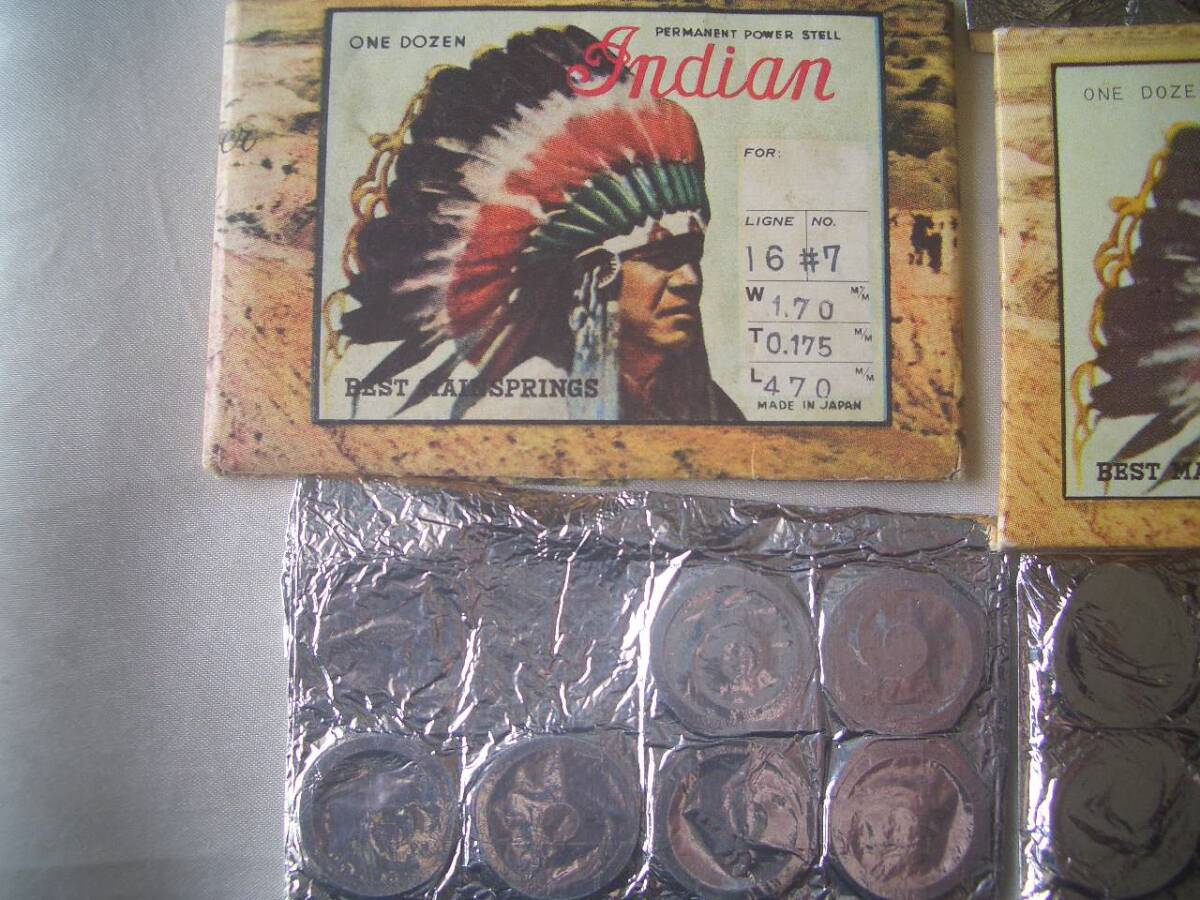 ONE DOZEN
PERMANENT POWER STELL
Indian
FOR:
LIGNE NO.
16 #7
W 1.70 M/M
T 0.175 M/M
L 470 M/M
BEST MAINSPRINGS
MADE IN JAPAN
ONE DOZE
BEST MA